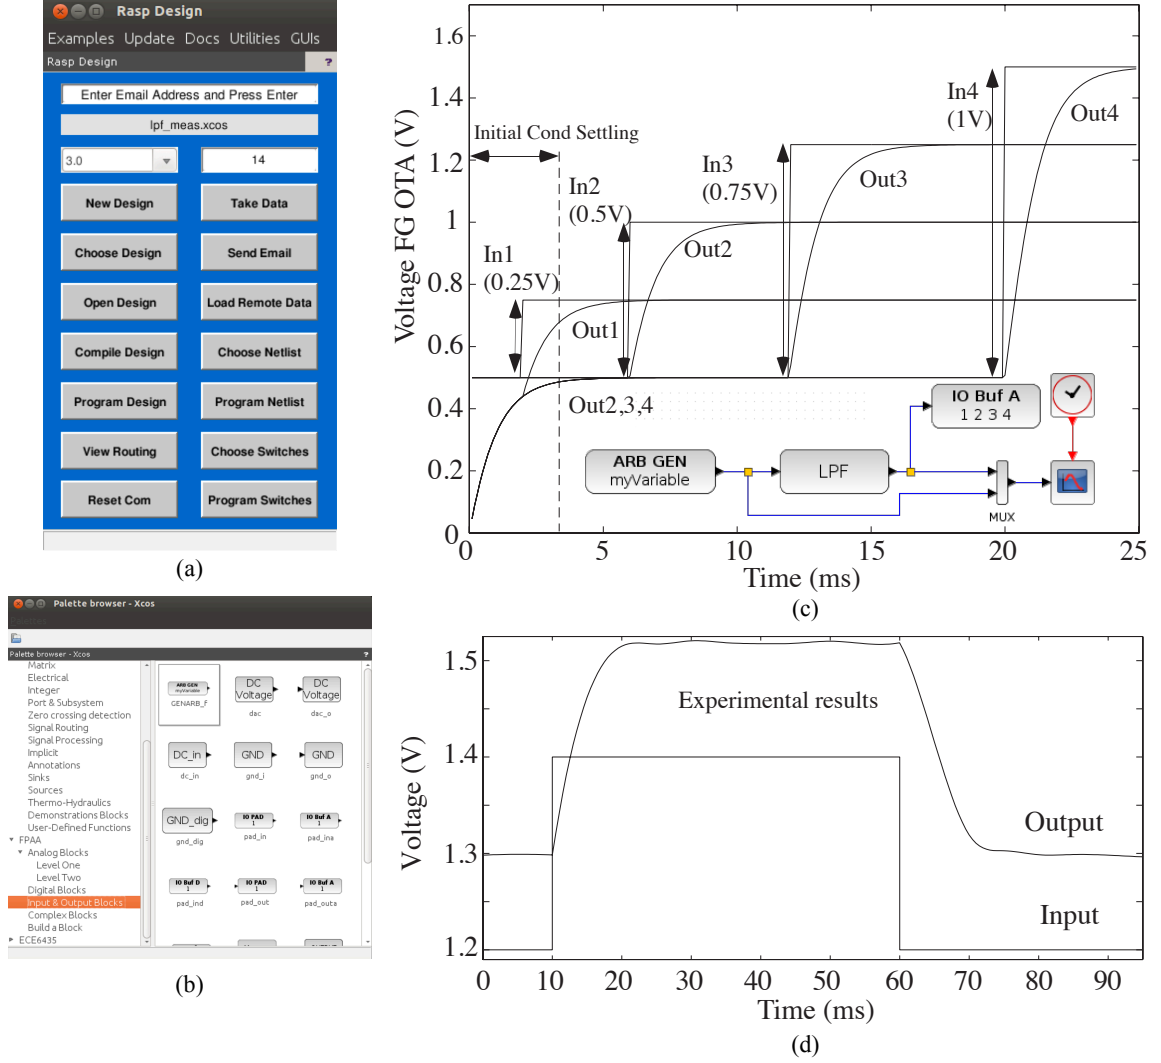 Rasp Design
Examples Update Docs Utilities GUIs
Rasp Design ?
Enter Email Address and Press Enter
lpf_meas.xcos
3.0 14
New Design Take Data
Choose Design Send Email
Open Design Load Remote Data
Compile Design Choose Netlist
Program Design Program Netlist
View Routing Choose Switches
Reset Com Program Switches
(a)
Palette browser - Xcos
Palettes
Palette browser - Xcos ?
Matrix
Electrical
Integer
Port & Subsystem
Zero crossing detection
Signal Routing
Signal Processing
Implicit
Annotations
Sinks
Sources
Thermo-Hydraulics
Demonstrations Blocks
User-Defined Functions
FPAA
Analog Blocks
Level One
Level Two
Digital Blocks
Input & Output Blocks
Complex Blocks
Build a Block
ECE6435
ARB GEN
myVariable
GENARB_f
DC
Voltage
dac
DC
Voltage
dac_o
DC_in
dc_in
GND
gnd_i
GND
gnd_o
GND_dig
gnd_dig
IO PAD
1
pad_in
IO Buf A
1
pad_ina
IO Buf D
1
pad_ind
IO PAD
1
pad_out
IO Buf A
1
pad_outa
(b)
Voltage FG OTA (V)
1.6
1.4
1.2
1
0.8
0.6
0.4
0.2
0
Initial Cond Settling
In1
(0.25V)
In2
(0.5V)
In3
(0.75V)
In4
(1V)
Out1
Out2
Out3
Out4
Out2,3,4
ARB GEN
myVariable
LPF
IO Buf A
1 2 3 4
MUX
0 5 10 15 20 25
Time (ms)
(c)
Voltage (V)
1.5
1.4
1.3
1.2
Experimental results
Output
Input
0 10 20 30 40 50 60 70 80 90
Time (ms)
(d)